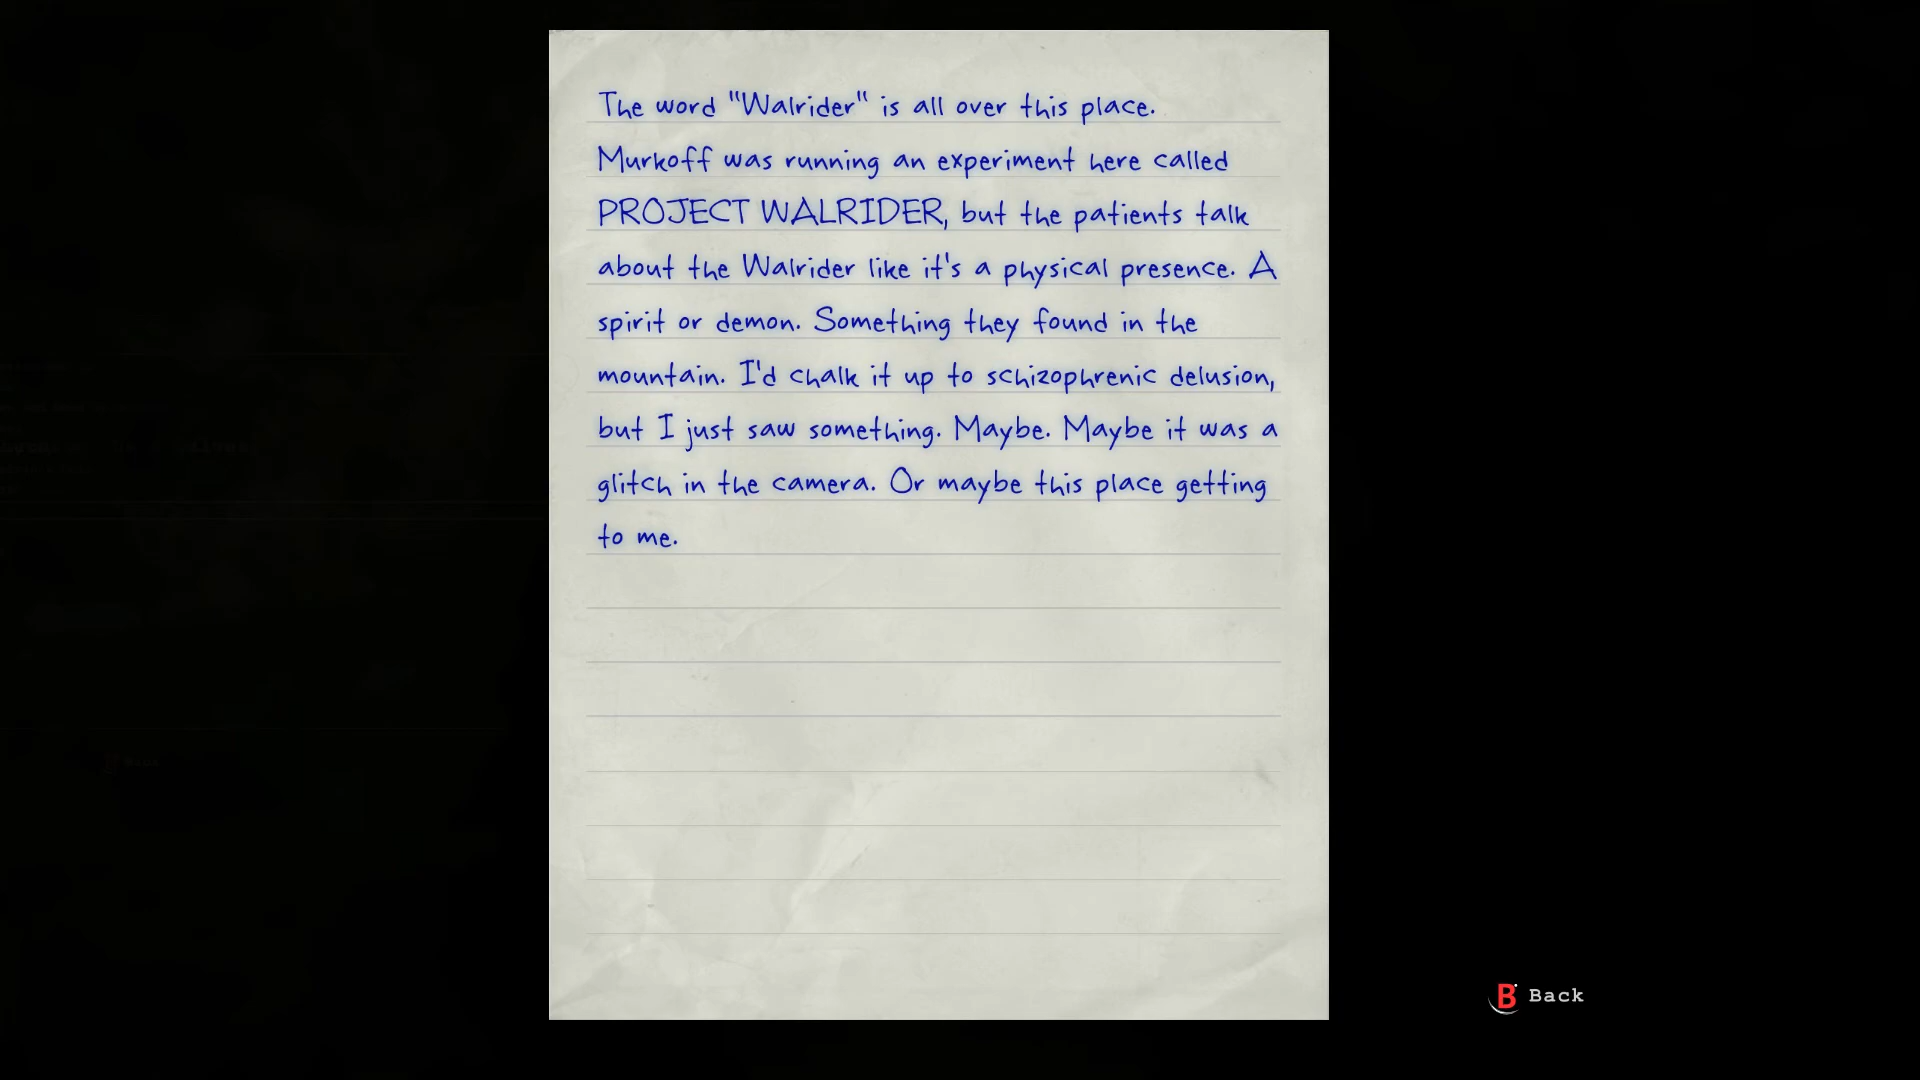 The word "Walrider" is all over this place.
Murkoff was running an experiment here called
PROJECT WALRIDER, but the patients talk
about the Walrider like it's a physical presence. A
spirit or demon. Something they found in the
mountain. I'd chalk it up to schizophrenic delusion,
but I just saw something. Maybe. Maybe it was a
glitch in the camera. Or maybe this place getting
to me.
B Back